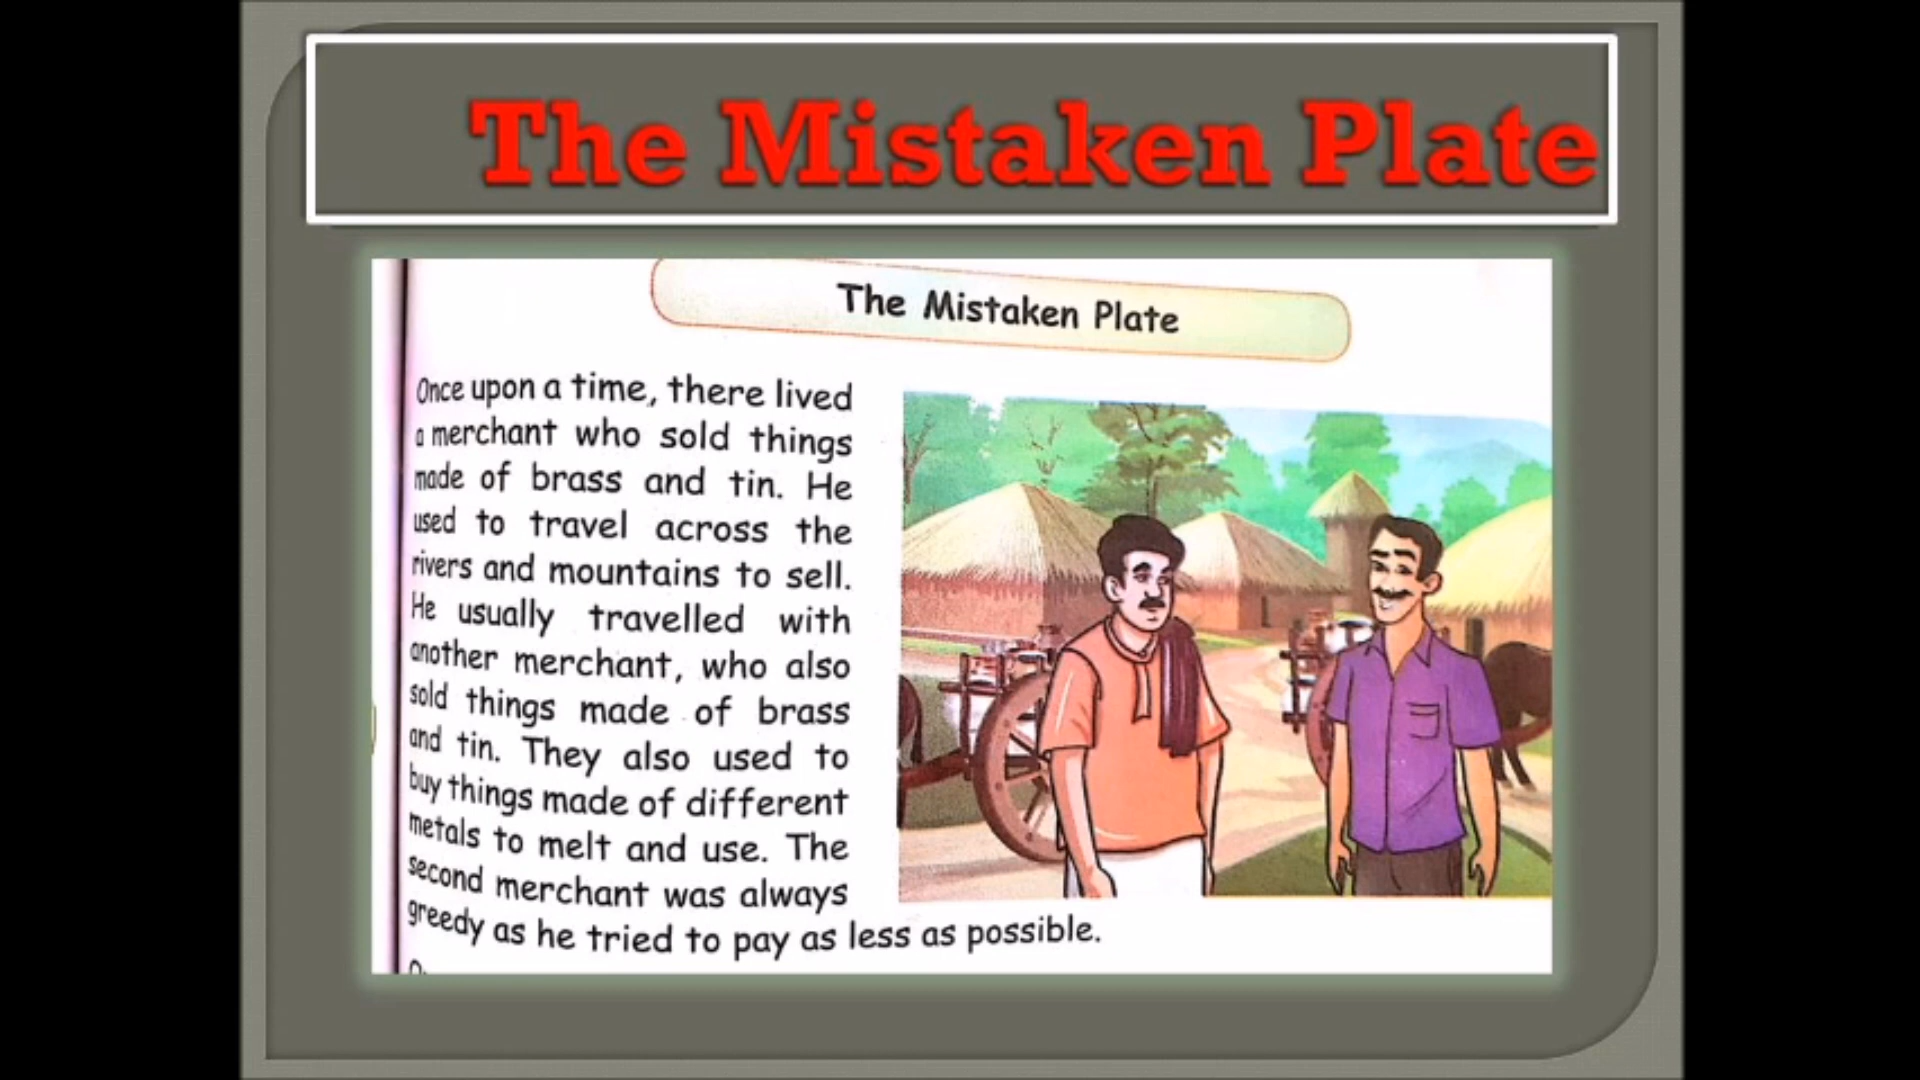 The Mistaken Plate
The Mistaken Plate
Once upon a time, there lived
a merchant who sold things
made of brass and tin. He
used to travel across the
rivers and mountains to sell.
He usually travelled with
another merchant, who also
sold things made of brass
and tin. They also used to
buy things made of different
metals to melt and use. The
second merchant was always
greedy as he tried to pay as less as possible.